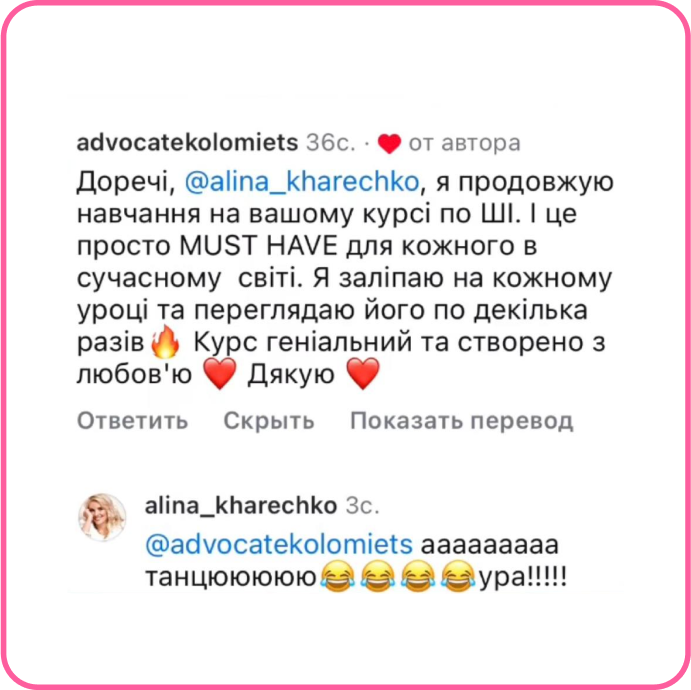 advocatekolomiets 36с. · ❤️ от автора
Доречі, @alina_kharechko, я продовжую
навчання на вашому курсі по ШІ. І це
просто MUST HAVE для кожного в
сучасному світі. Я заліпаю на кожному
уроці та переглядаю його по декілька
разів🔥 Курс геніальний та створено з
любов'ю ❤️ Дякую ❤️
Ответить Скрыть Показать перевод
alina_kharechko 3с.
@advocatekolomiets ааааааааа
танцюююююю😂😂😂😂ура!!!!!